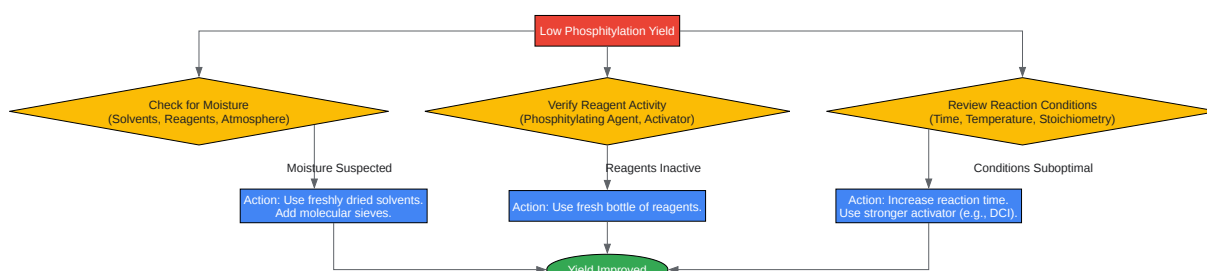 Low Phosphitylation Yield
Check for Moisture
(Solvents, Reagents, Atmosphere)
Verify Reagent Activity
(Phosphitylating Agent, Activator)
Review Reaction Conditions
(Time, Temperature, Stoichiometry)
Moisture Suspected
Reagents Inactive
Conditions Suboptimal
Action: Use freshly dried solvents.
Add molecular sieves.
Action: Use fresh bottle of reagents.
Action: Increase reaction time.
Use stronger activator (e.g., DCI).
Yield Improved